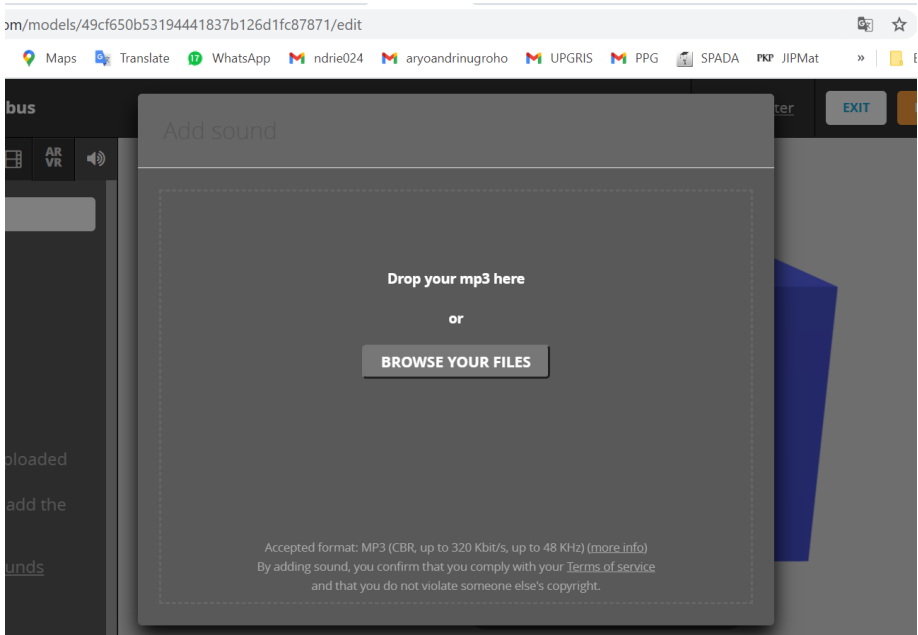 om/models/49cf650b53194441837b126d1fc87871/edit
Maps Translate 17 WhatsApp ndrie024 aryoandrinugroho UPGRIS PPG SPADA PKP JIPMat »
bus
ter EXIT
AR
VR
Add sound
Drop your mp3 here
or
BROWSE YOUR FILES
ploaded
add the
unds
Accepted format: MP3 (CBR, up to 320 Kbit/s, up to 48 KHz) (more info)
By adding sound, you confirm that you comply with your Terms of service
and that you do not violate someone else's copyright.